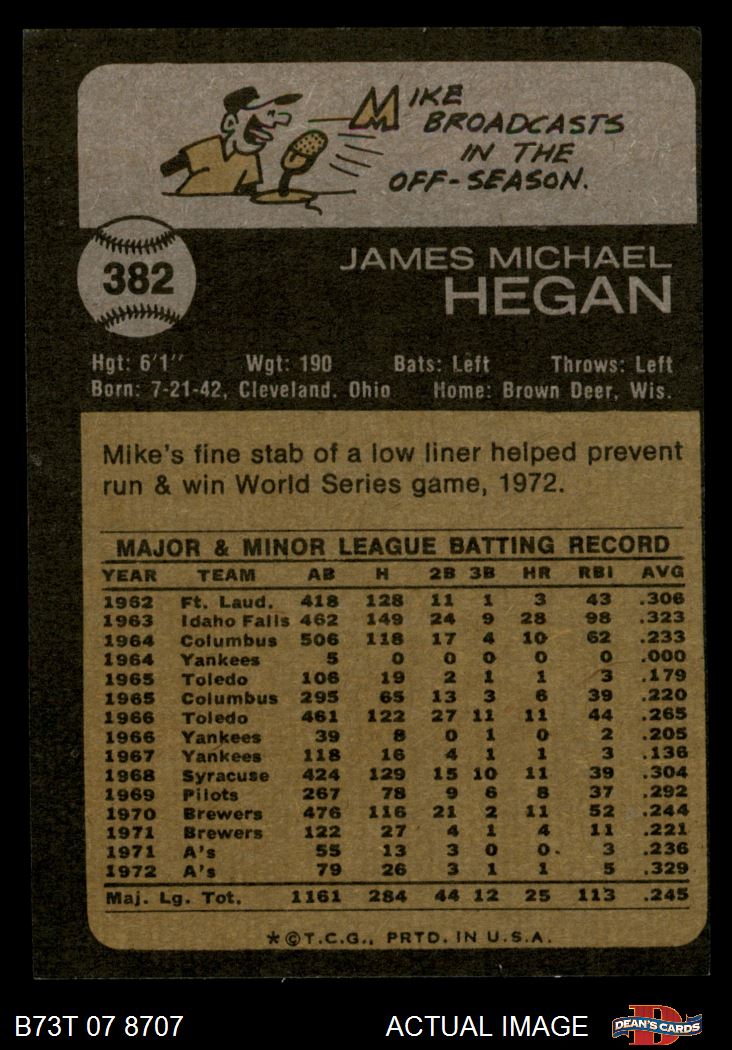 MIKE
BROADCASTS
IN THE
OFF-SEASON.
382
JAMES MICHAEL
HEGAN
Hgt: 6'1" Wgt: 190 Bats: Left Throws: Left
Born: 7-21-42, Cleveland, Ohio Home: Brown Deer, Wis.
Mike's fine stab of a low liner helped prevent
run & win World Series game, 1972.
MAJOR & MINOR LEAGUE BATTING RECORD
YEAR TEAM AB H 2B 3B HR RBI AVG
1962 Ft. Laud. 418 128 11 1 3 43 .306
1963 Idaho Falls 462 149 24 9 28 98 .323
1964 Columbus 506 118 17 4 10 62 .233
1964 Yankees 5 0 0 0 0 0 .000
1965 Toledo 106 19 2 1 1 3 .179
1965 Columbus 295 65 13 3 6 39 .220
1966 Toledo 461 122 27 11 11 44 .265
1966 Yankees 39 8 0 1 0 2 .205
1967 Yankees 118 16 4 1 1 3 .136
1968 Syracuse 424 129 15 10 11 39 .304
1969 Pilots 267 78 9 6 8 37 .292
1970 Brewers 476 116 21 2 11 52 .244
1971 Brewers 122 27 4 1 4 11 .221
1971 A's 55 13 3 0 0 3 .236
1972 A's 79 26 3 1 1 5 .329
Maj. Lg. Tot. 1161 284 44 12 25 113 .245
*©T.C.G., PRTD. IN U.S.A.
B73T 07 8707 ACTUAL IMAGE DEAN'S CARDS